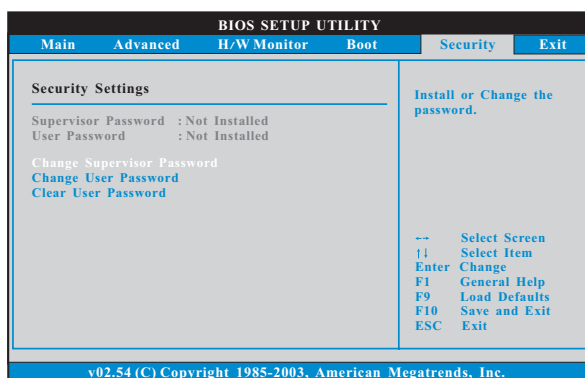 BIOS SETUP UTILITY
Main Advanced H/W Monitor Boot Security Exit
Security Settings
Supervisor Password : Not Installed
User Password : Not Installed
Change Supervisor Password
Change User Password
Clear User Password
Install or Change the
password.
←→ Select Screen
↑↓ Select Item
Enter Change
F1 General Help
F9 Load Defaults
F10 Save and Exit
ESC Exit
v02.54 (C) Copyright 1985-2003, American Megatrends, Inc.